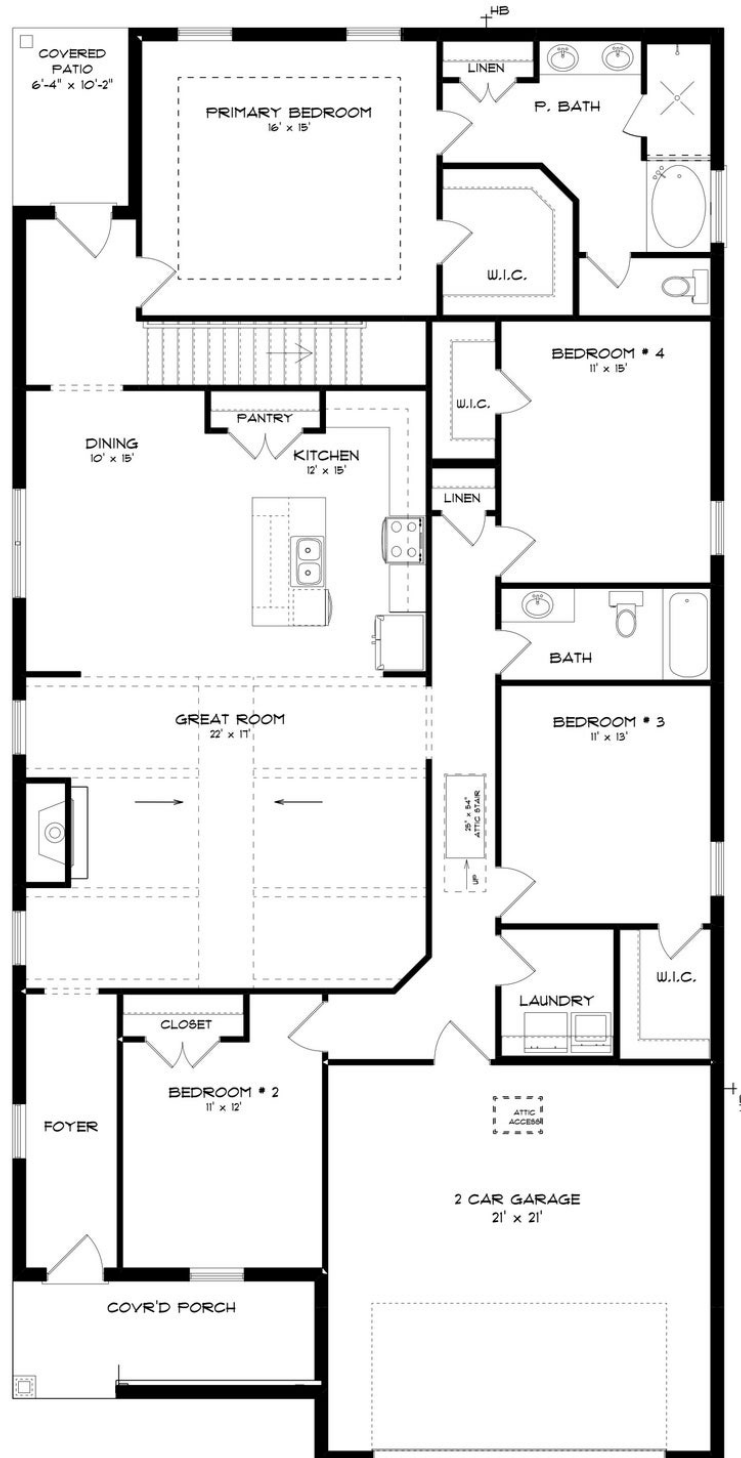 HB
COVERED
PATIO
6'-4" x 10'-2"
LINEN
PRIMARY BEDROOM
16' x 15'
P. BATH
W.I.C.
BEDROOM # 4
11' x 15'
W.I.C.
PANTRY
DINING
10' x 15'
KITCHEN
12' x 15'
LINEN
BATH
GREAT ROOM
22' x 17'
BEDROOM # 3
11' x 13'
25" x 54"
ATTIC STAIR
UP
W.I.C.
LAUNDRY
CLOSET
BEDROOM # 2
11' x 12'
FOYER
ATTIC
ACCESS
2 CAR GARAGE
21' x 21'
COVR'D PORCH